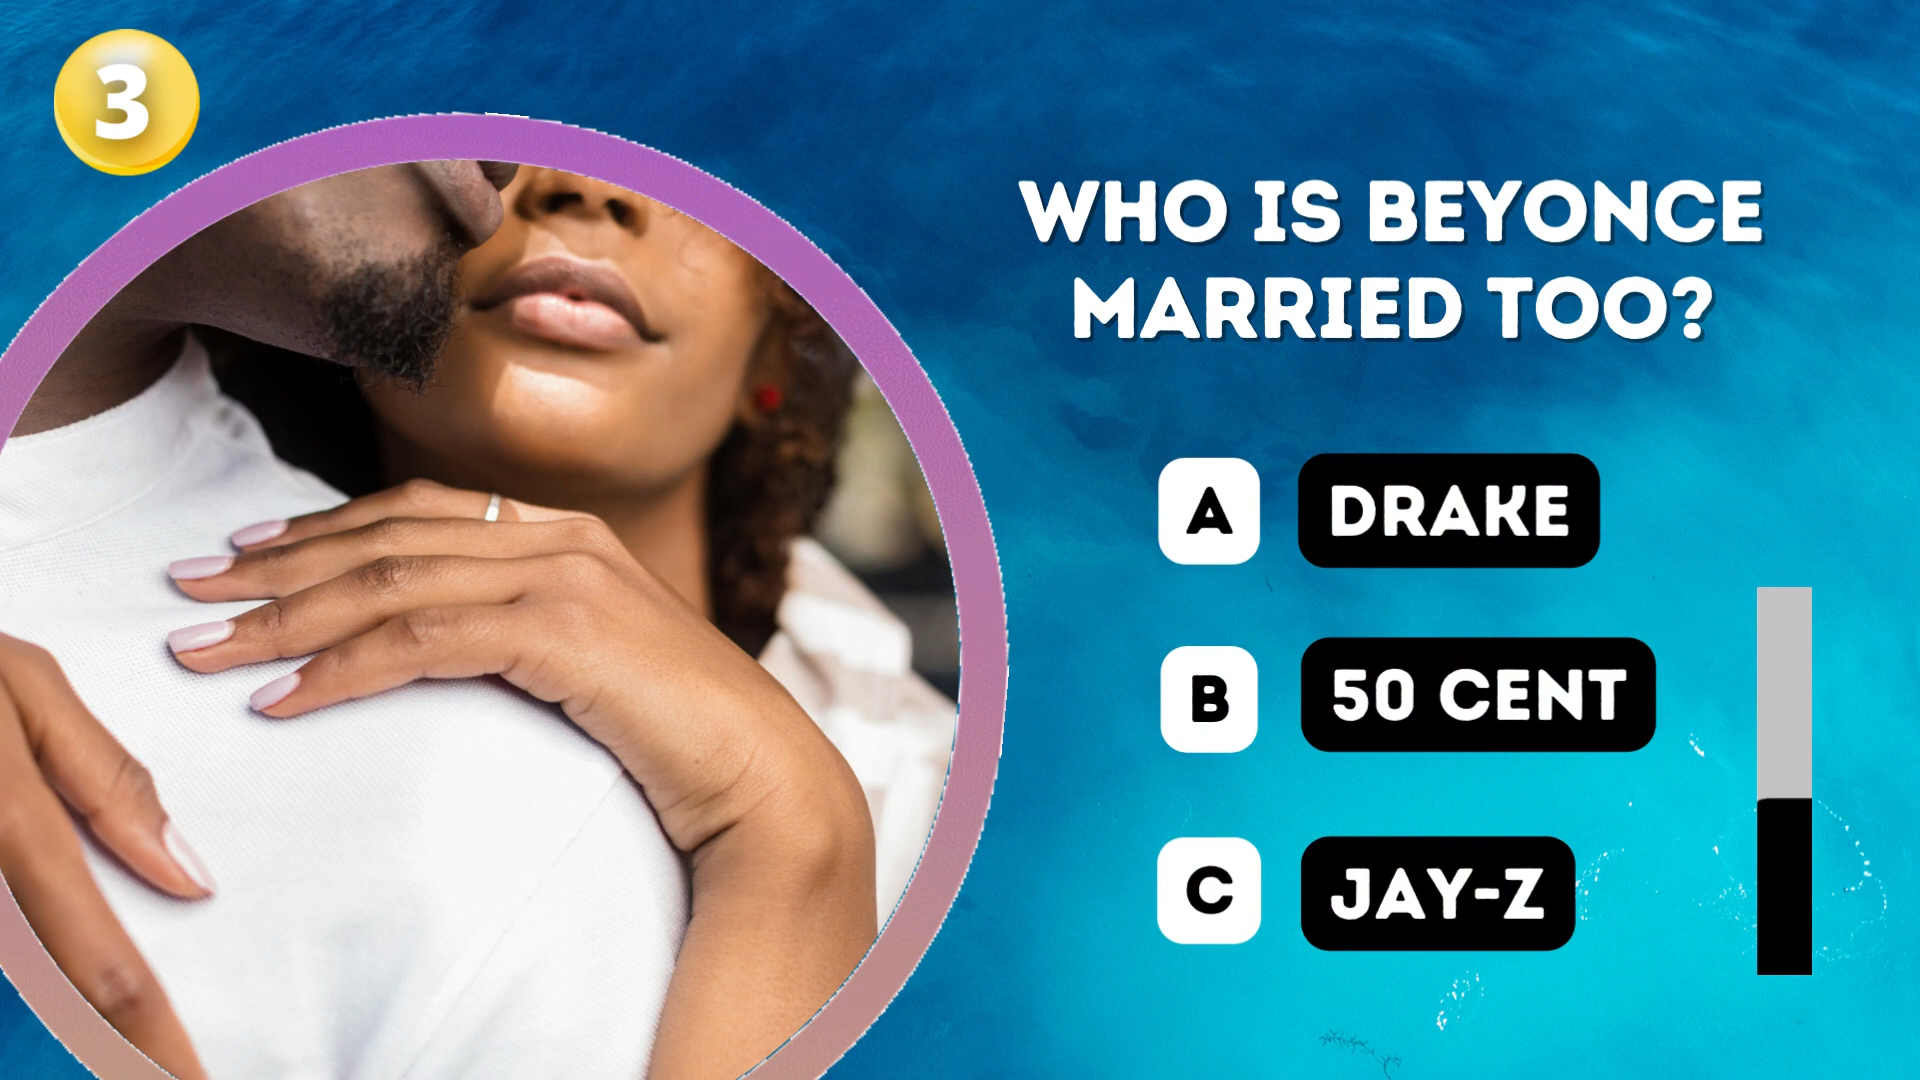 3
WHO IS BEYONCE
MARRIED TOO?
A DRAKE
B 50 CENT
C JAY-Z